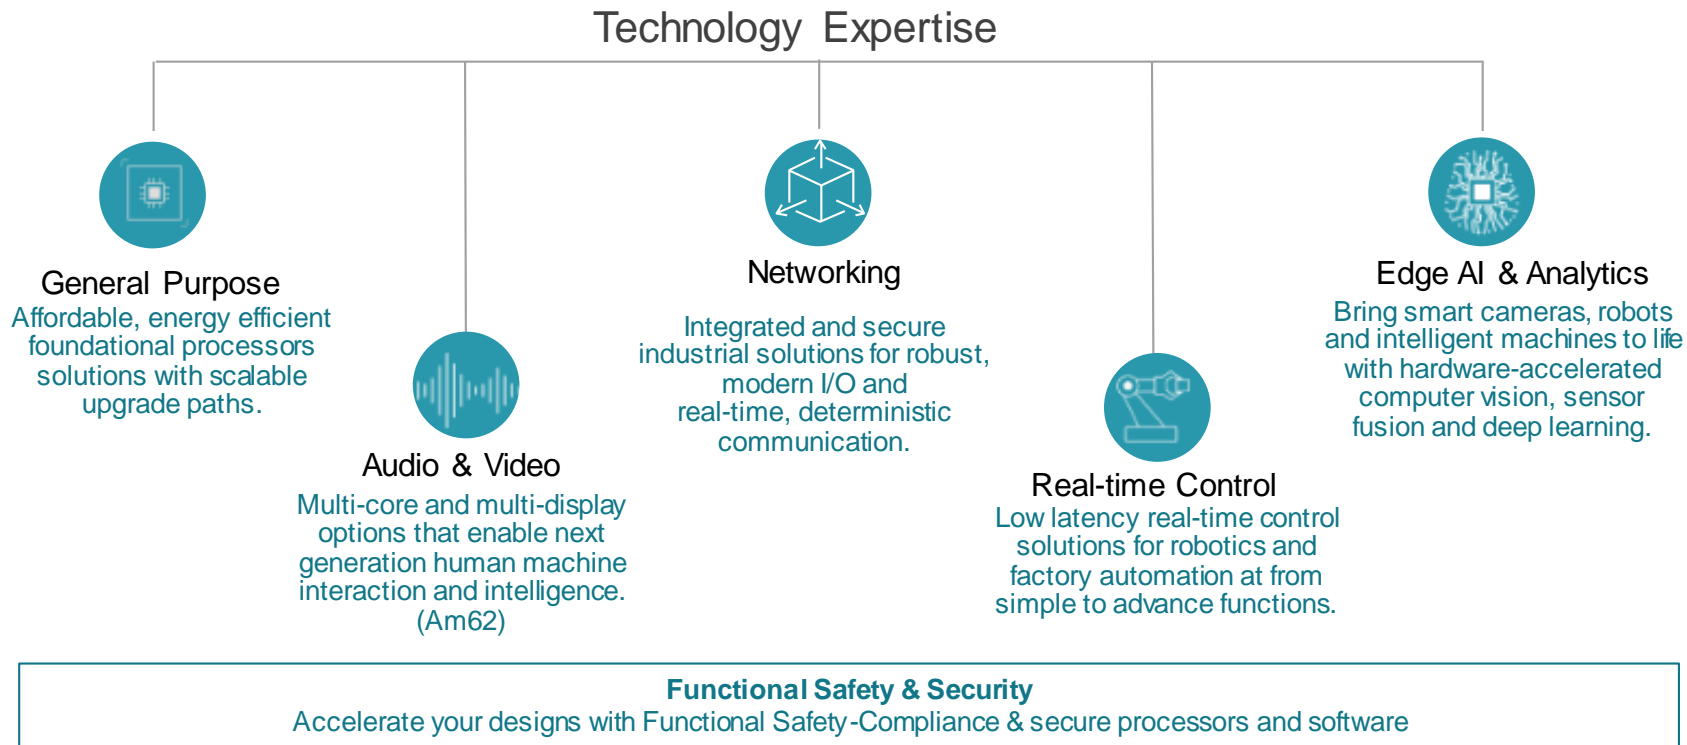 Technology Expertise
General Purpose
Affordable, energy efficient
foundational processors
solutions with scalable
upgrade paths.
Audio & Video
Multi-core and multi-display
options that enable next
generation human machine
interaction and intelligence.
(Am62)
Networking
Integrated and secure
industrial solutions for robust,
modern I/O and
real-time, deterministic
communication.
Real-time Control
Low latency real-time control
solutions for robotics and
factory automation at from
simple to advance functions.
Edge AI & Analytics
Bring smart cameras, robots
and intelligent machines to life
with hardware-accelerated
computer vision, sensor
fusion and deep learning.
Functional Safety & Security
Accelerate your designs with Functional Safety-Compliance & secure processors and software